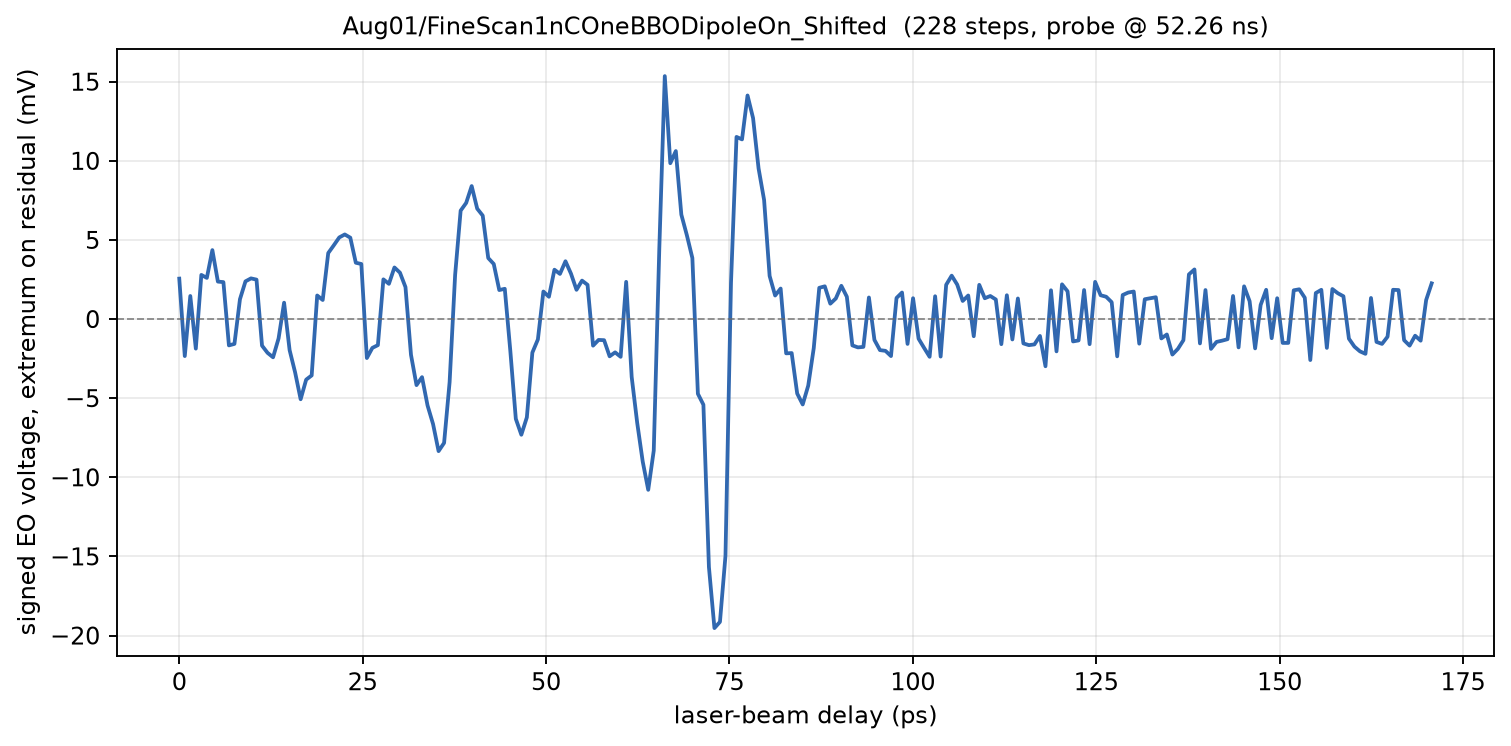 Aug01/FineScan1nCOneBBODipoleOn_Shifted (228 steps, probe @ 52.26 ns)
signed EO voltage, extremum on residual (mV)
15
10
5
0
−5
−10
−15
−20
0 25 50 75 100 125 150 175
laser-beam delay (ps)